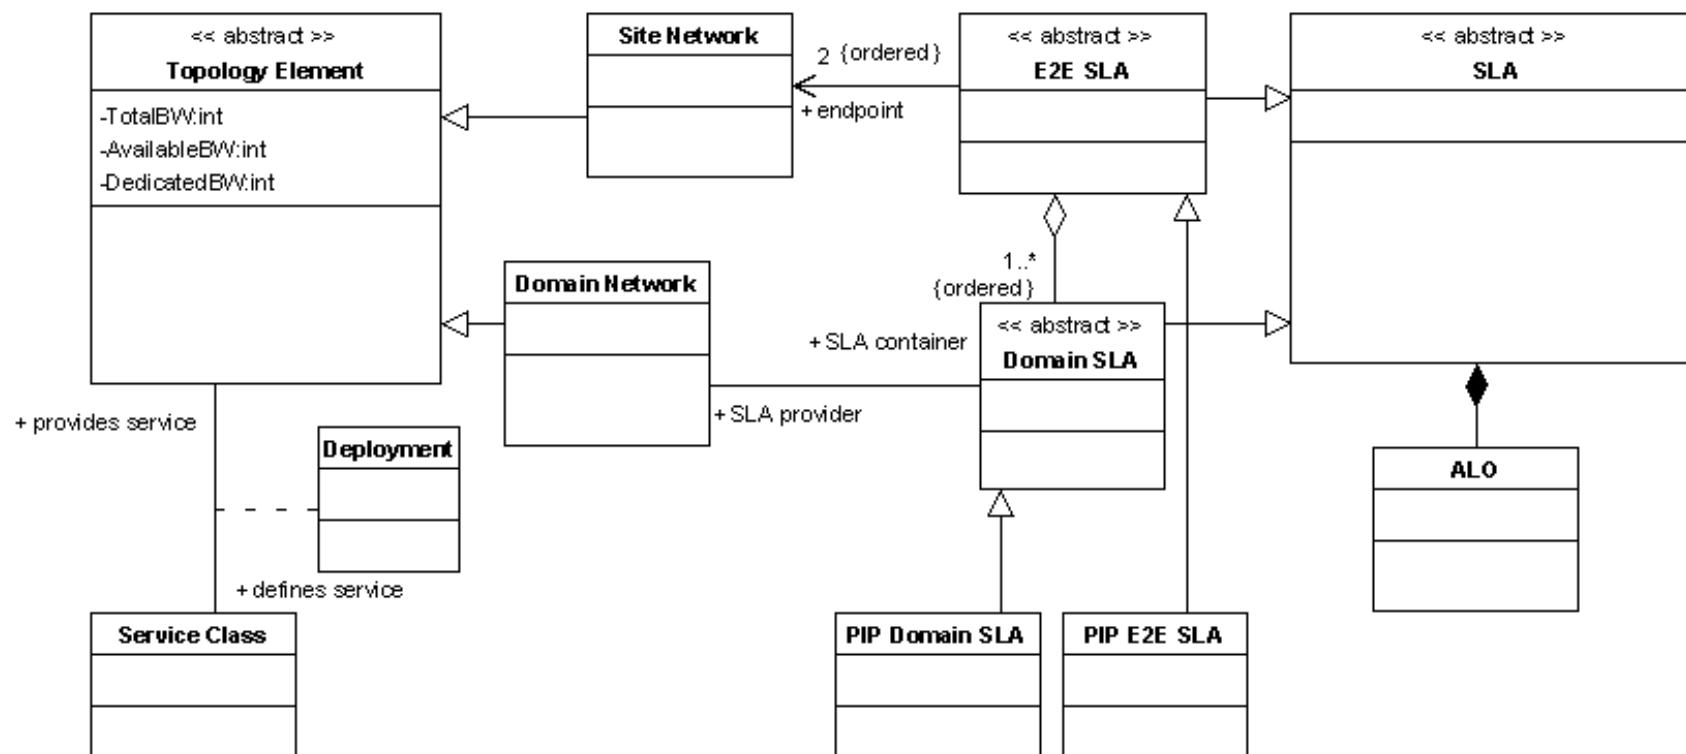 << abstract >>
Topology Element
-TotalBW:int
-AvailableBW:int
-DedicatedBW:int
Site Network
2 {ordered}
+ endpoint
<< abstract >>
E2E SLA
<< abstract >>
SLA
Domain Network
1..*
{ordered}
+ SLA container
+ SLA provider
<< abstract >>
Domain SLA
+ provides service
Deployment
+ defines service
ALO
Service Class
PIP Domain SLA
PIP E2E SLA